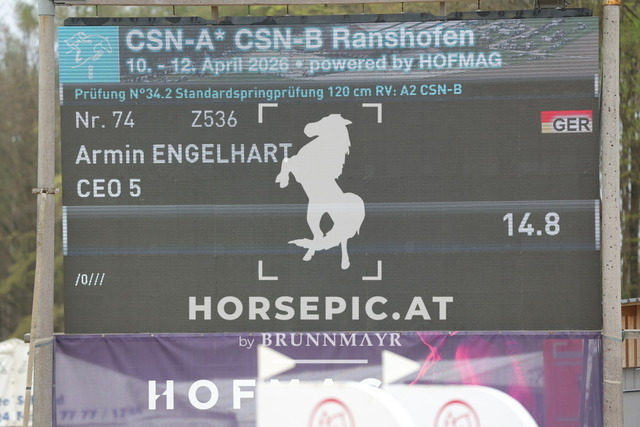 CSN-A* CSN-B Ranshofen
10. - 12. April 2026 • powered by HOFMAG
Prüfung N°34.2 Standardspringprüfung 120 cm RV: A2 CSN-B
Nr. 74 Z536
GER
Armin ENGELHART
CEO 5
14.8
/0///
HORSEPIC.AT
by BRUNNMAYR
HOFMAG